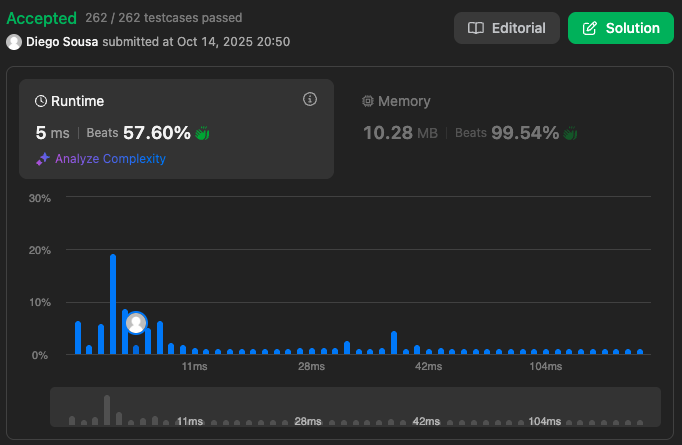 Accepted 262 / 262 testcases passed
Diego Sousa submitted at Oct 14, 2025 20:50
Editorial
Solution
Runtime
5 ms Beats 57.60%
Analyze Complexity
Memory
10.28 MB Beats 99.54%
30%
20%
10%
0%
11ms 28ms 42ms 104ms
11ms 28ms 42ms 104ms